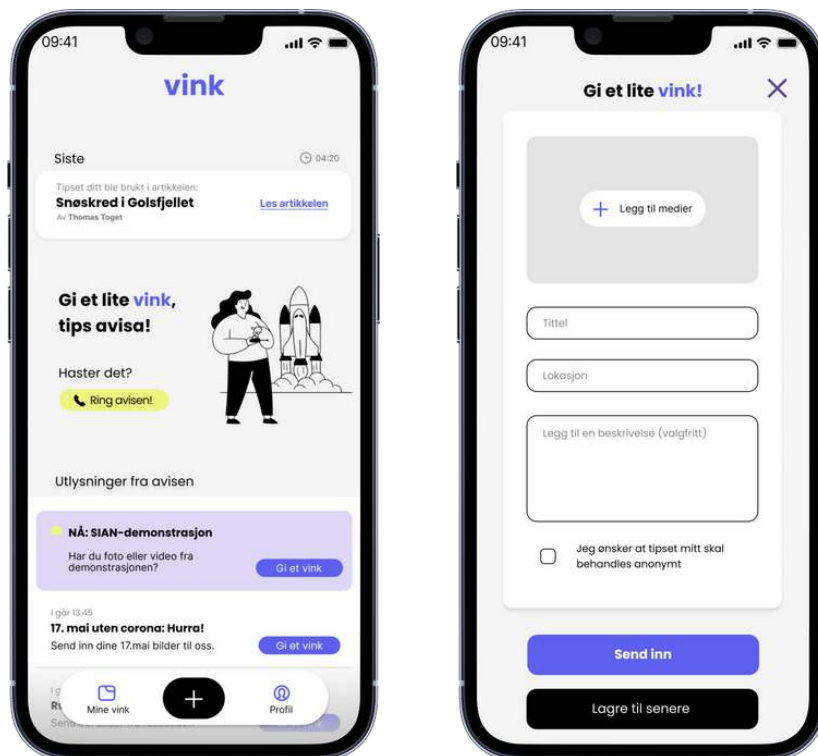 09:41
vink
Siste
04:20
Tipset ditt ble brukt i artikkelen:
Snøskred i Golsfjellet
Les artikkelen
Av Thomas Toget
Gi et lite vink,
tips avisa!
Haster det?
Ring avisen!
Utlysninger fra avisen
NÅ: SIAN-demonstrasjon
Har du foto eller video fra
demonstrasjonen?
Gi et vink
I går 13:45
17. mai uten corona: Hurra!
Send inn dine 17.mai bilder til oss.
Gi et vink
Mine vink
Profil
09:41
Gi et lite vink!
Legg til medier
Tittel
Lokasjon
Legg til en beskrivelse (valgfritt)
Jeg ønsker at tipset mitt skal
behandles anonymt
Send inn
Lagre til senere